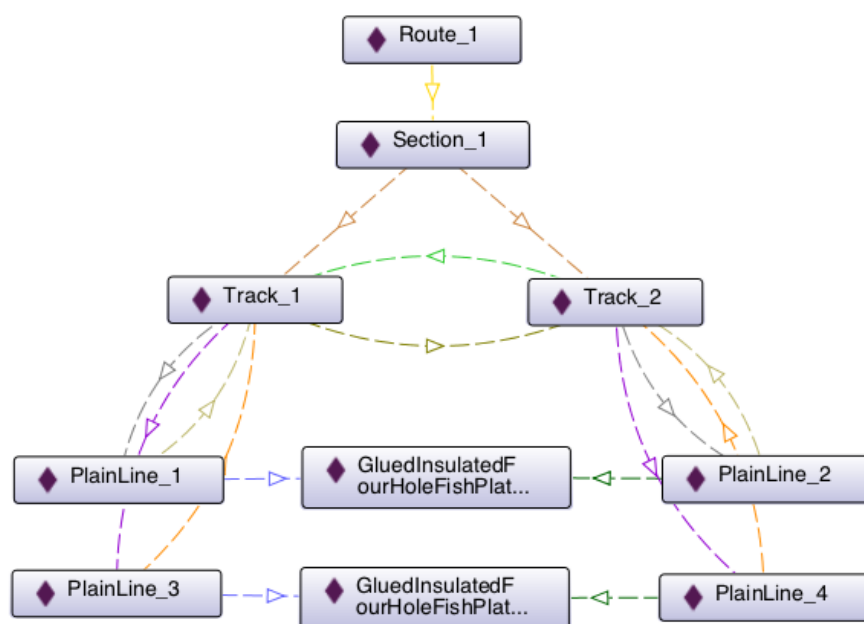 Route_1
Section_1
Track_1
Track_2
PlainLine_1
GluedInsulatedF
ourHoleFishPlat...
PlainLine_2
PlainLine_3
GluedInsulatedF
ourHoleFishPlat...
PlainLine_4